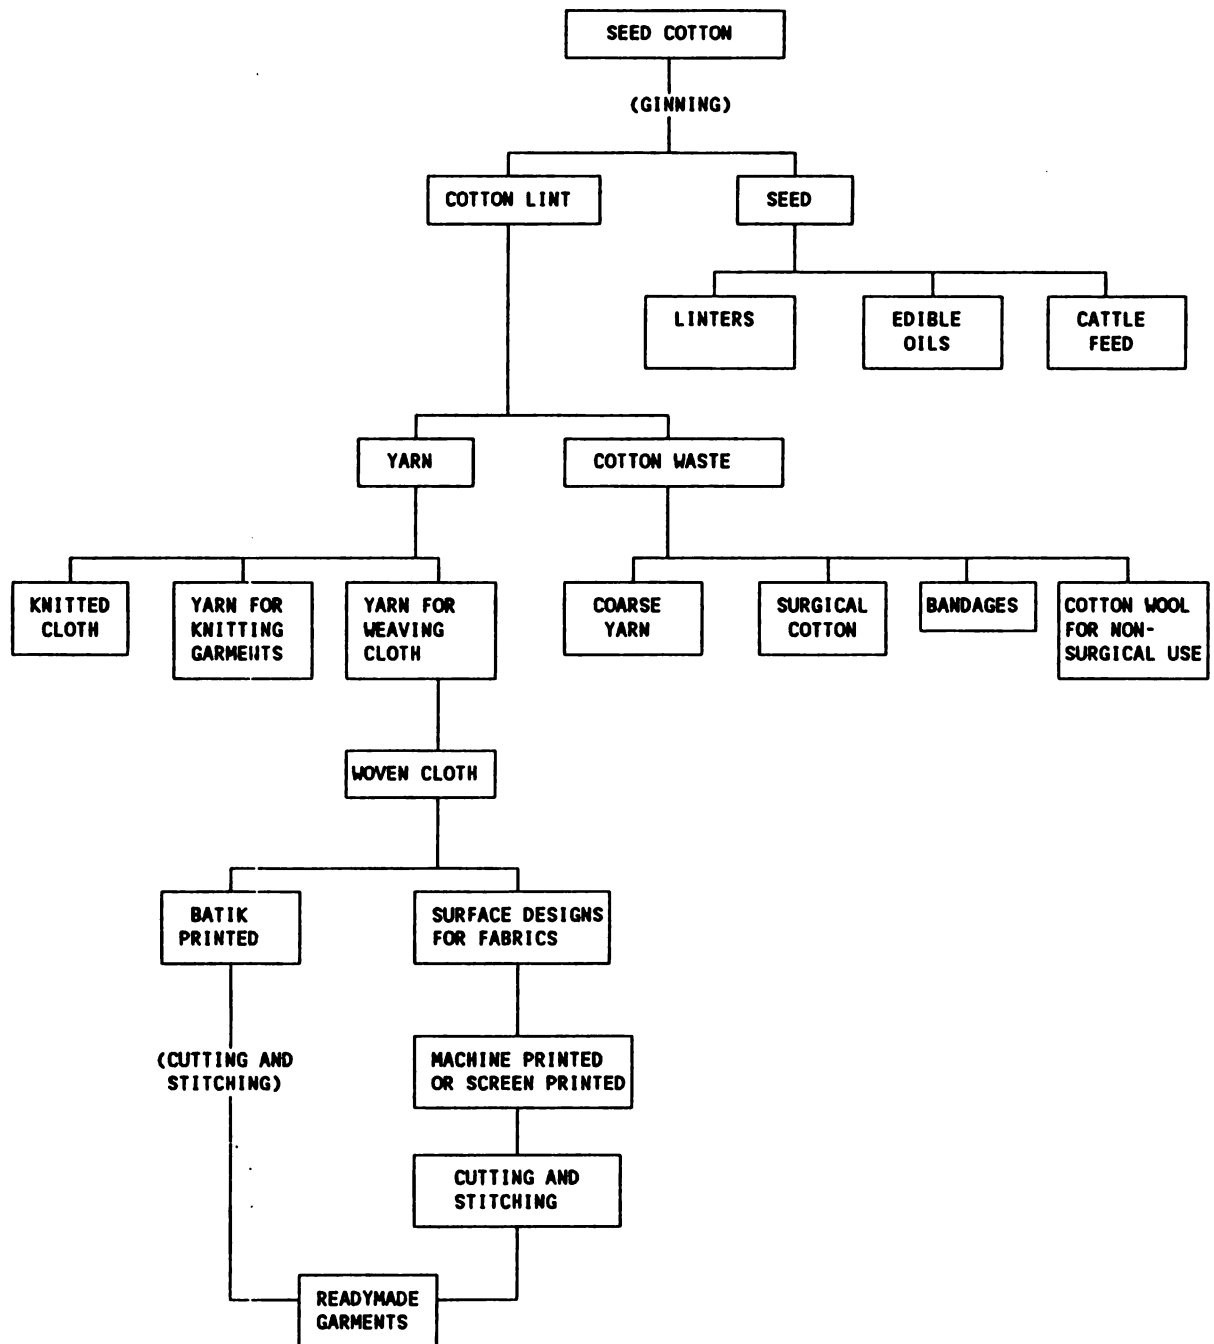 SEED COTTON
(GINNING)
COTTON LINT
SEED
LINTERS
EDIBLE
OILS
CATTLE
FEED
YARN
COTTON WASTE
KNITTED
CLOTH
YARN FOR
KNITTING
GARMENTS
YARN FOR
WEAVING
CLOTH
COARSE
YARN
SURGICAL
COTTON
BANDAGES
COTTON WOOL
FOR NON-
SURGICAL USE
WOVEN CLOTH
BATIK
PRINTED
SURFACE DESIGNS
FOR FABRICS
(CUTTING AND
STITCHING)
MACHINE PRINTED
OR SCREEN PRINTED
CUTTING AND
STITCHING
READYMADE
GARMENTS